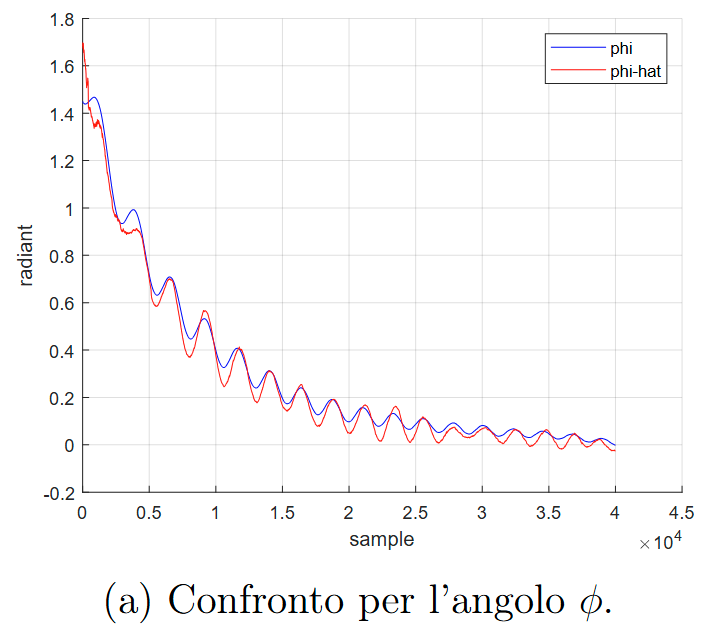 1.8
1.6
1.4
1.2
1
0.8
0.6
0.4
0.2
0
-0.2
radiant
phi
phi-hat
0 0.5 1 1.5 2 2.5 3 3.5 4 4.5
sample
×10⁴
(a) Confronto per l'angolo ϕ.